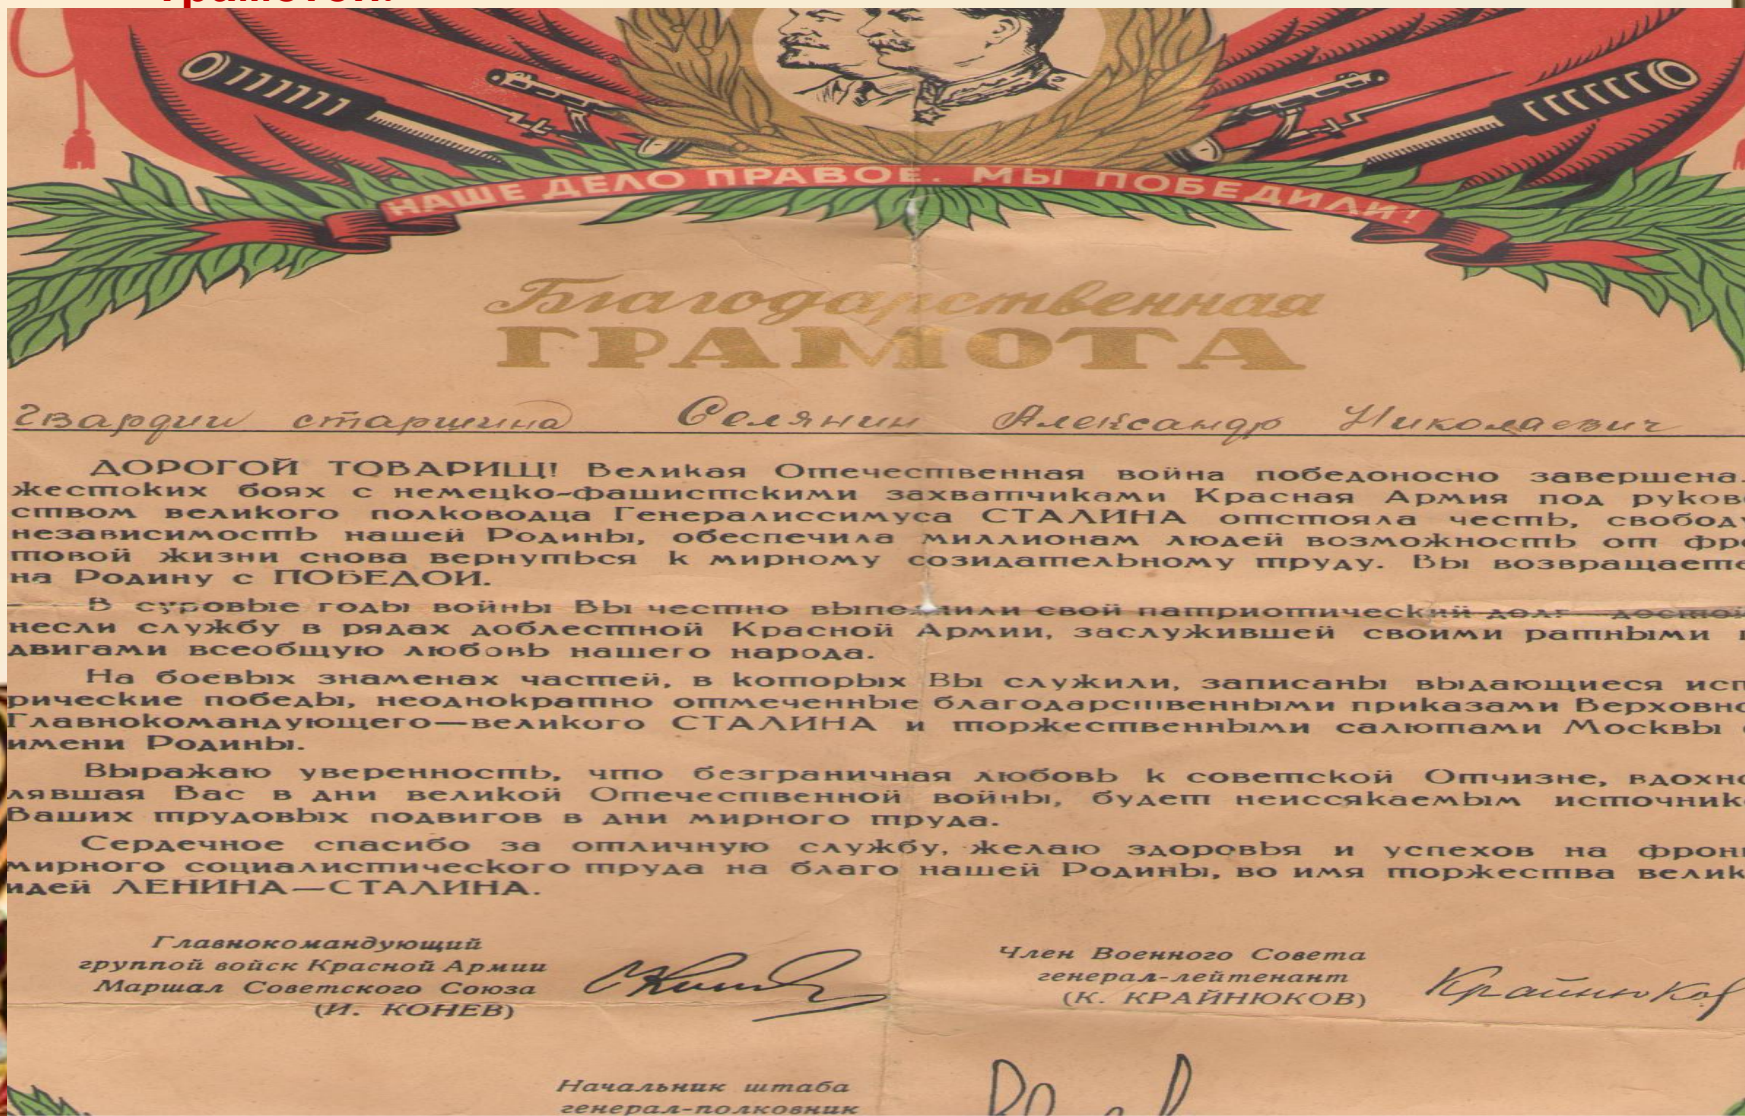 НАШЕ ДЕЛО ПРАВОЕ. МЫ ПОБЕДИЛИ!
Благодарственная
ГРАМОТА
Гвардии старшина Селянин Александр Николаевич
ДОРОГОЙ ТОВАРИЩ! Великая Отечественная война победоносно завершена.
жестоких боях с немецко-фашистскими захватчиками Красная Армия под руков
ством великого полководца Генералиссимуса СТАЛИНА отстояла честь, свободу
независимость нашей Родины, обеспечила миллионам людей возможность от фро
товой жизни снова вернуться к мирному созидательному труду. Вы возвращаете
на Родину с ПОБЕДОЙ.
В суровые годы войны Вы честно выполнили свой патриотический долг — достой
несли службу в рядах доблестной Красной Армии, заслужившей своими ратными п
двигами всеобщую любовь нашего народа.
На боевых знаменах частей, в которых Вы служили, записаны выдающиеся ист
рические победы, неоднократно отмеченные благодарственными приказами Верховно
Главнокомандующего—великого СТАЛИНА и торжественными салютами Москвы
имени Родины.
Выражаю уверенность, что безграничная любовь к советской Отчизне, вдохно
лявшая Вас в дни великой Отечественной войны, будет неиссякаемым источник
Ваших трудовых подвигов в дни мирного труда.
Сердечное спасибо за отличную службу, желаю здоровья и успехов на фрон
мирного социалистического труда на благо нашей Родины, во имя торжества велик
идей ЛЕНИНА—СТАЛИНА.
Главнокомандующий
группой войск Красной Армии
Маршал Советского Союза
(И. КОНЕВ)
Член Военного Совета
генерал-лейтенант
(К. КРАЙНЮКОВ)
Крайнюков
Начальник штаба
генерал-полковник